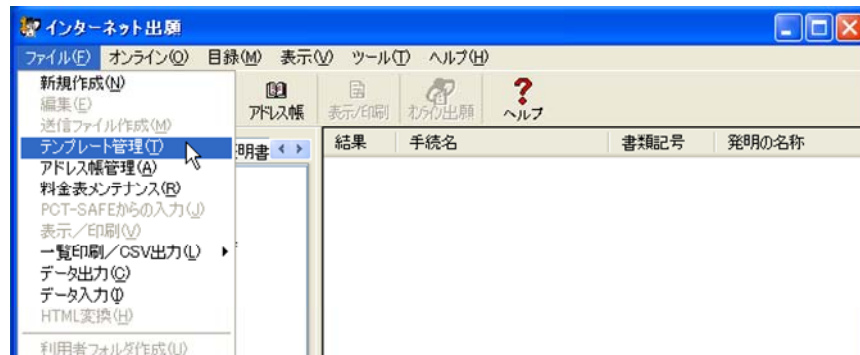 インターネット出願
ファイル(F) オンライン(O) 目録(M) 表示(V) ツール(T) ヘルプ(H)
新規作成(N)
編集(E)
送信ファイル作成(M)
テンプレート管理(T)
アドレス帳管理(A)
料金表メンテナンス(R)
PCT-SAFEからの入力(J)
表示/印刷(V)
一覧印刷/CSV出力(L)
データ出力(C)
データ入力(I)
HTML変換(H)
利用者フォルダ作成(U)
アドレス帳 表示/印刷 オンライン出願 ヘルプ
明書
結果 手続名 書類記号 発明の名称